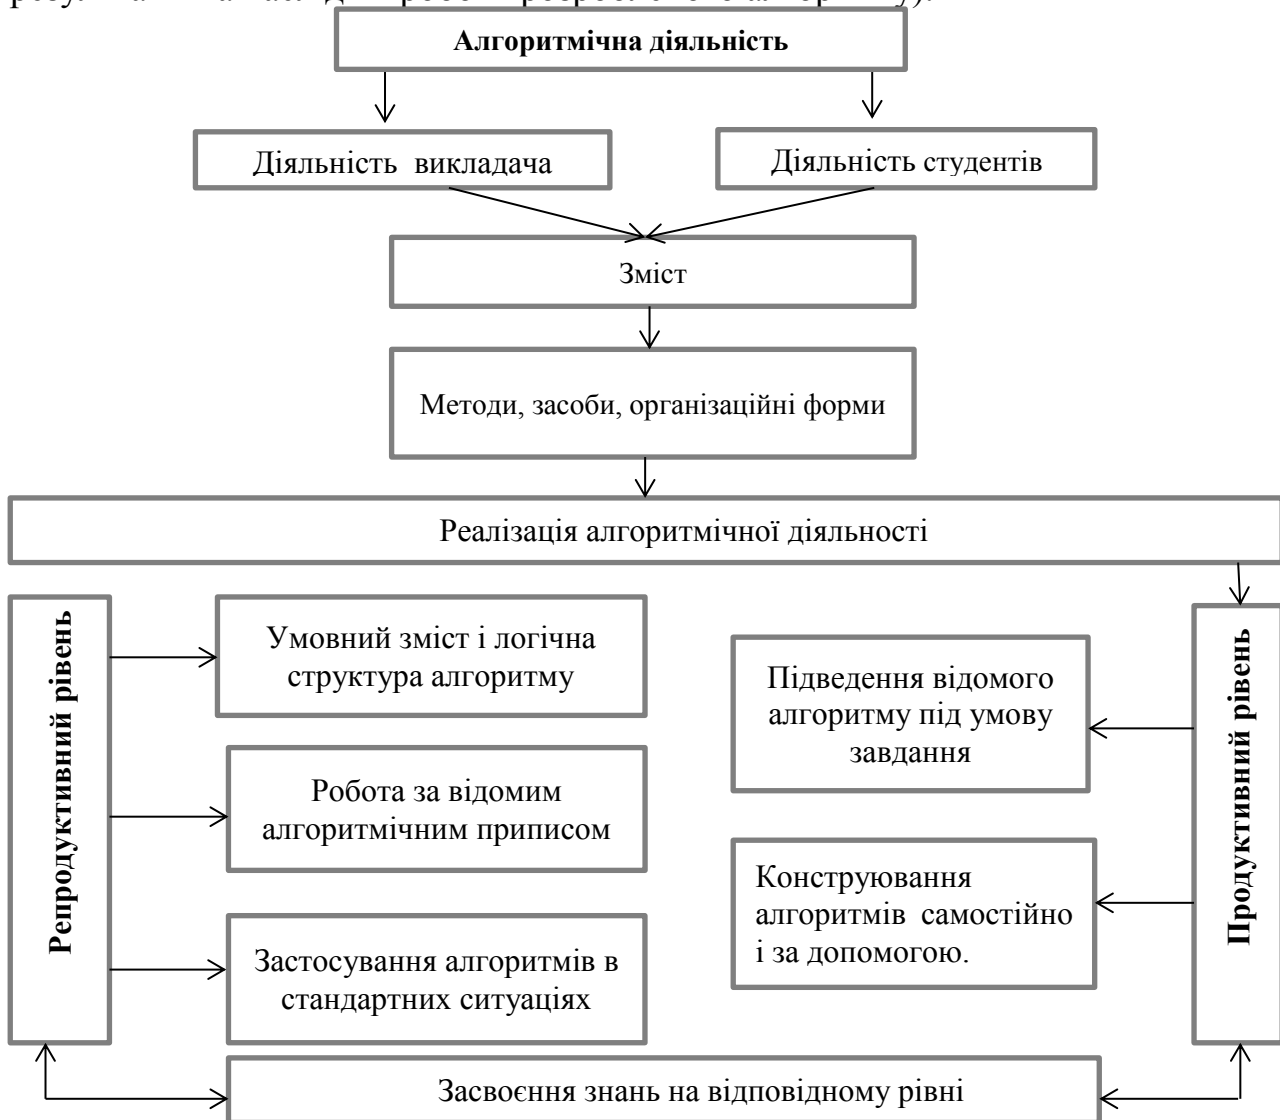 Алгоритмічна діяльність
Діяльність викладача
Діяльність студентів
Зміст
Методи, засоби, організаційні форми
Реалізація алгоритмічної діяльності
Репродуктивний рівень
Умовний зміст і логічна
структура алгоритму
Робота за відомим
алгоритмічним приписом
Застосування алгоритмів в
стандартних ситуаціях
Підведення відомого
алгоритму під умову
завдання
Конструювання
алгоритмів самостійно
і за допомогою.
Продуктивний рівень
Засвоєння знань на відповідному рівні